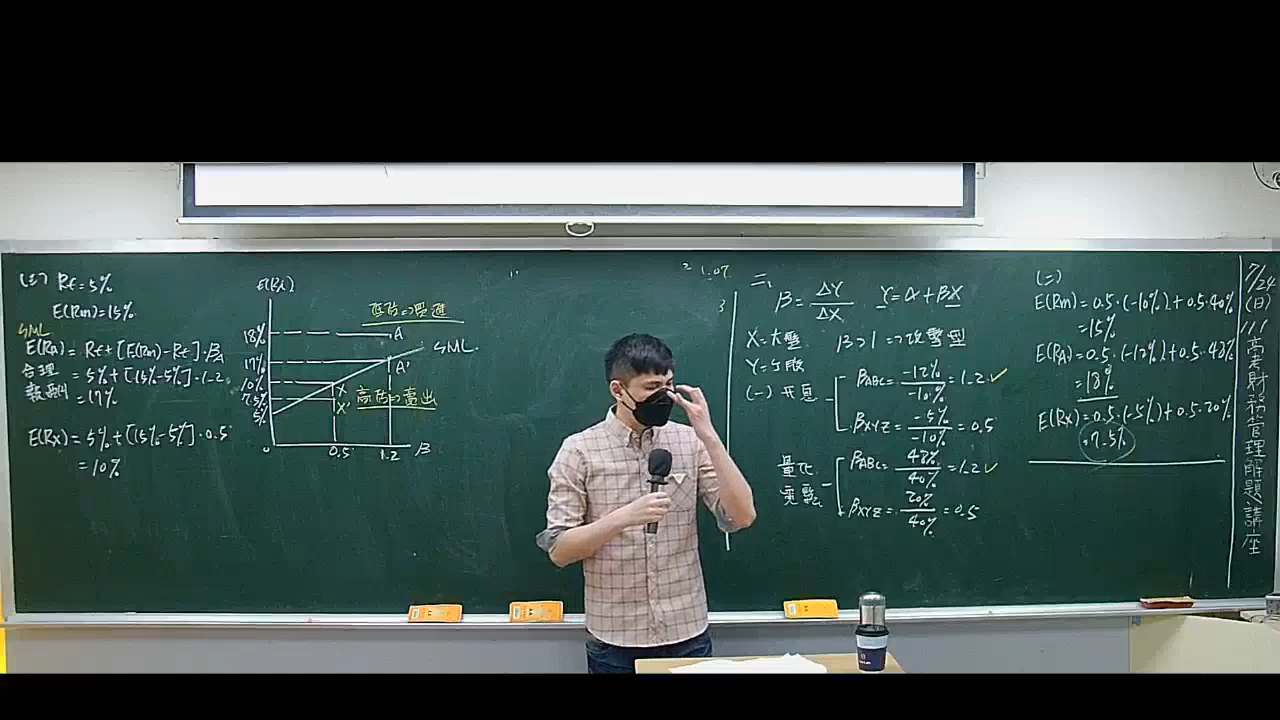 (三) Rf=5%
E(Rm)=15%
SML
E(RA)= Rf+[E(Rm)-Rf]·βA
合理 = 5%+[15%-5%]·1.2
報酬 = 17%
E(Rx)= 5%+[15%-5%]·0.5
= 10%
E(Ri)
18%
17%
10%
7.5%
5%
0
0.5
1.2
β
低估=>買進
A
SML
A'
X
X'
高估=>賣出
1.07
二、
β= ΔY/ΔX
Y=α+βX
X=大盤
β>1 =>攻擊型
Y=個股
(一) 升息
βABC= -12%/-10% =1.2 ✓
βXYZ= -5%/-10% =0.5
量化
寬鬆
βABC= 48%/40% =1.2 ✓
βXYZ= 20%/40% =0.5
(二)
E(Rm)=0.5·(-10%)+0.5·40%
=15%
E(RA)=0.5·(-12%)+0.5·48%
=18%
E(Rx)=0.5·(-5%)+0.5·20%
=7.5%
7/24
(日)
111高考財務管理解題講座